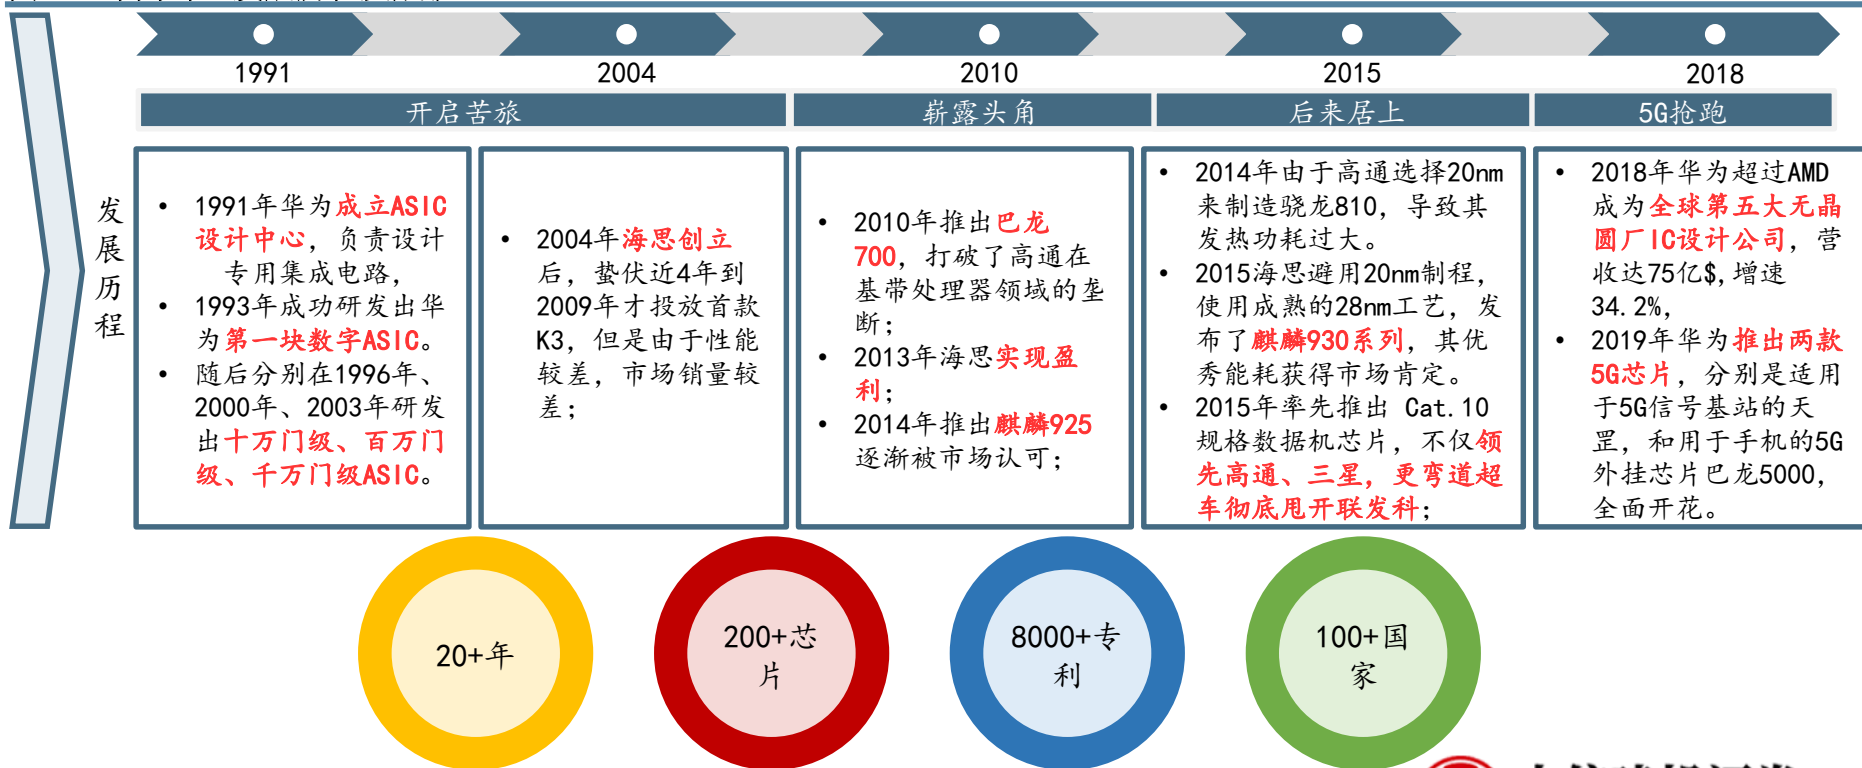 1991
2004
2010
2015
2018
开启苦旅
崭露头角
后来居上
5G抢跑
发
展
历
程
• 1991年华为成立ASIC
设计中心，负责设计
专用集成电路，
• 1993年成功研发出华
为第一块数字ASIC。
• 随后分别在1996年、
2000年、2003年研发
出十万门级、百万门
级、千万门级ASIC。
• 2004年海思创立
后，蛰伏近4年到
2009年才投放首款
K3，但是由于性能
较差，市场销量较
差；
• 2010年推出巴龙
700，打破了高通在
基带处理器领域的垄
断；
• 2013年海思实现盈
利；
• 2014年推出麒麟925
逐渐被市场认可；
• 2014年由于高通选择20nm
来制造骁龙810，导致其
发热功耗过大。
• 2015海思避用20nm制程，
使用成熟的28nm工艺，发
布了麒麟930系列，其优
秀能耗获得市场肯定。
• 2015年率先推出 Cat.10
规格数据机芯片，不仅领
先高通、三星，更弯道超
车彻底甩开联发科；
• 2018年华为超过AMD
成为全球第五大无晶
圆厂IC设计公司，营
收达75亿$,增速
34.2%,
• 2019年华为推出两款
5G芯片，分别是适用
于5G信号基站的天
罡，和用于手机的5G
外挂芯片巴龙5000，
全面开花。
20+年
200+芯
片
8000+专
利
100+国
家